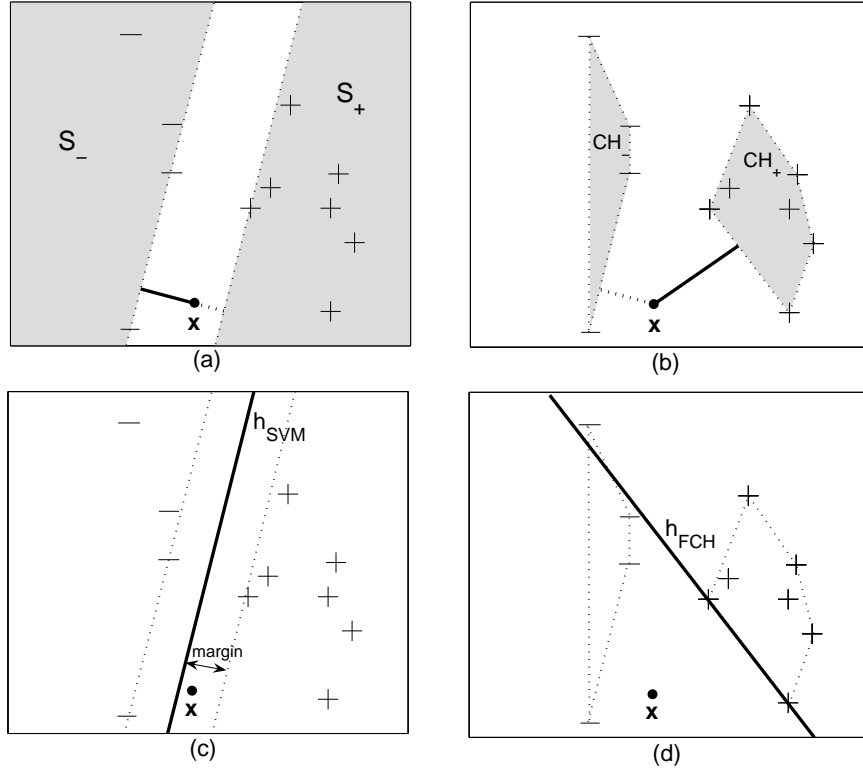 S_
S+
x
(a)
CH_
CH+
x
(b)
hSVM
margin
x
(c)
hFCH
x
(d)